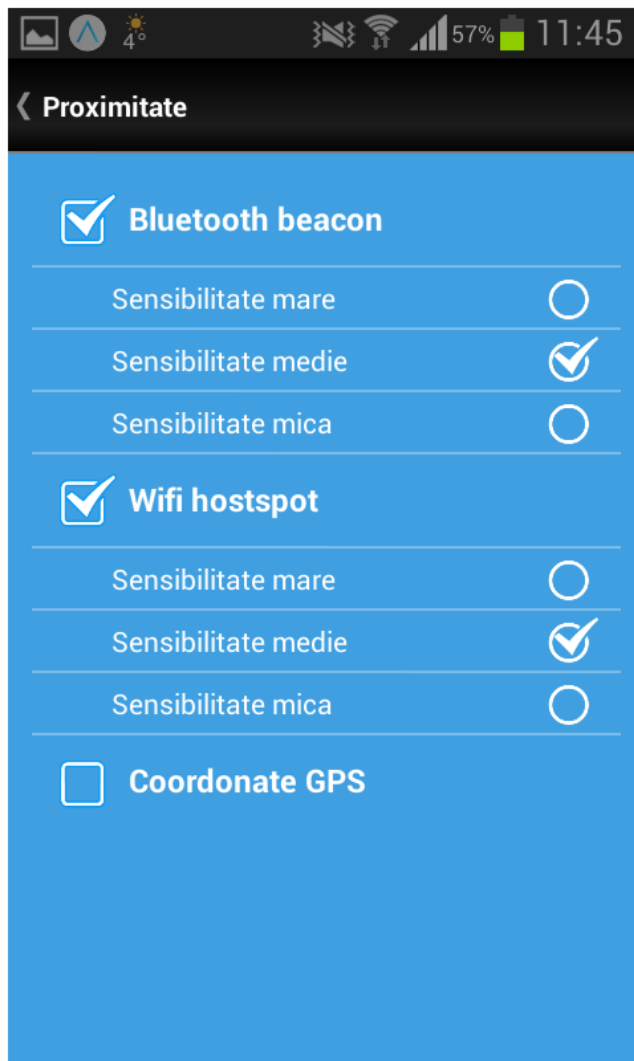 4° 57% 11:45
Proximitate
Bluetooth beacon
Sensibilitate mare
Sensibilitate medie
Sensibilitate mica
Wifi hostspot
Sensibilitate mare
Sensibilitate medie
Sensibilitate mica
Coordonate GPS